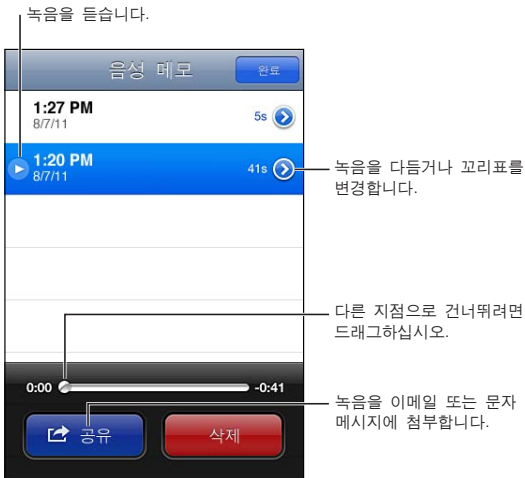 녹음을 듣습니다.
음성 메모
완료
1:27 PM
8/7/11
5s
1:20 PM
8/7/11
41s
녹음을 다듬거나 꼬리표를
변경합니다.
다른 지점으로 건너뛰려면
드래그하십시오.
0:00
-0:41
녹음을 이메일 또는 문자
메시지에 첨부합니다.
공유
삭제